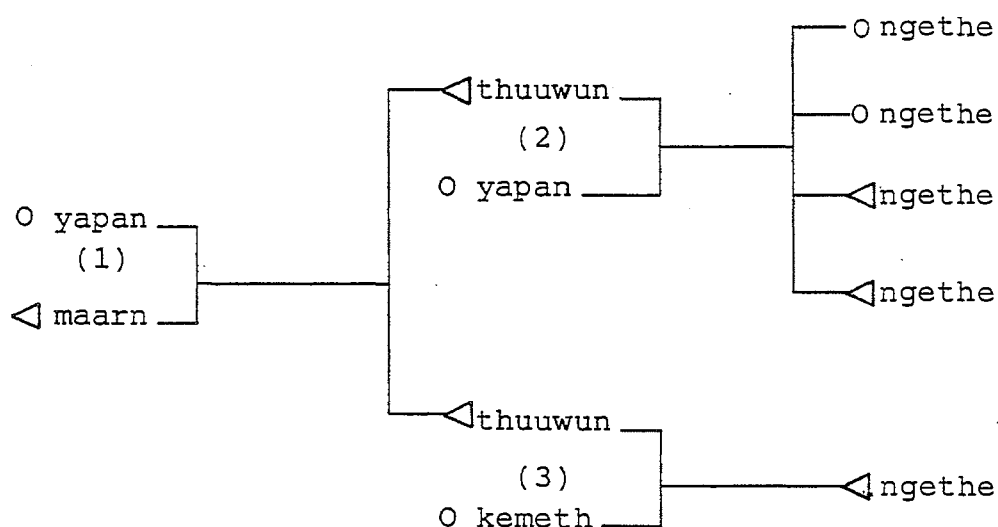 ngethe
thuuwun
ngethe
(2)
yapan
ngethe
yapan
(1)
ngethe
maarn
thuuwun
(3)
ngethe
kemeth